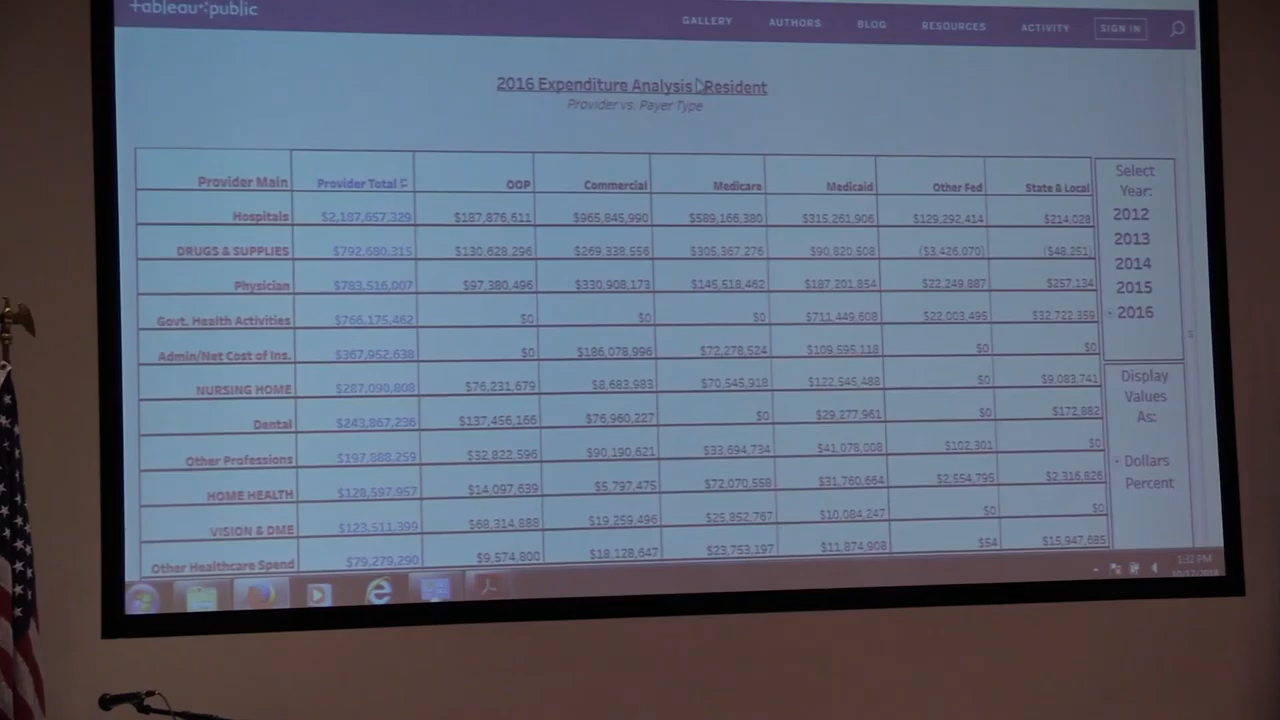 +ableau·public
GALLERY AUTHORS BLOG RESOURCES ACTIVITY SIGN IN
2016 Expenditure Analysis Resident
Provider vs. Payer Type
Provider Main Provider Total OOP Commercial Medicare Medicaid Other Fed State & Local
Hospitals $2,187,657,329 $187,876,611 $965,845,990 $589,166,380 $315,261,906 $129,292,414 $214,028
DRUGS & SUPPLIES $792,680,315 $130,628,296 $269,338,556 $305,367,276 $90,820,508 ($3,426,070) ($48,251)
Physician $783,516,007 $97,380,496 $330,908,173 $145,518,462 $187,201,854 $22,249,887 $257,134
Govt. Health Activities $766,175,462 $0 $0 $0 $711,449,608 $22,003,495 $32,722,359
Admin/Net Cost of Ins. $367,952,638 $0 $186,078,996 $72,278,524 $109,595,118 $0 $0
NURSING HOME $287,090,808 $76,231,679 $8,683,983 $70,545,918 $122,545,488 $0 $9,083,741
Dental $243,867,236 $137,456,166 $76,960,227 $0 $29,277,961 $0 $172,882
Other Professions $197,888,259 $32,822,596 $90,190,621 $33,694,734 $41,078,008 $102,301 $0
HOME HEALTH $128,597,957 $14,097,639 $5,797,475 $72,070,558 $31,760,664 $2,554,795 $2,316,826
VISION & DME $123,511,399 $68,314,888 $19,259,496 $25,852,767 $10,084,247 $0 $0
Other Healthcare Spend $79,279,290 $9,574,800 $18,128,647 $23,753,197 $11,874,908 $54 $15,947,685
Select
Year:
2012
2013
2014
2015
2016
Display
Values
As:
Dollars
Percent
1:32 PM